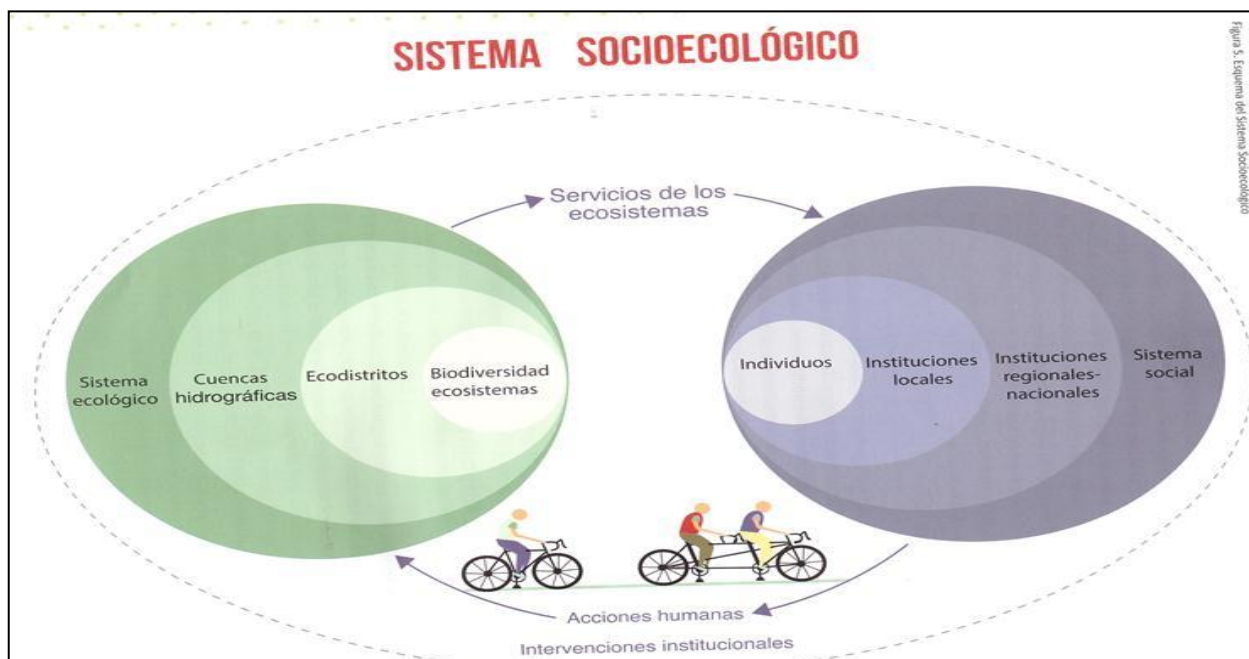 SISTEMA SOCIOECOLÓGICO
Figura 5. Esquema del Sistema Socioecológico
Servicios de los
ecosistemas
Sistema
ecológico
Cuencas
hidrográficas
Ecodistritos
Biodiversidad
ecosistemas
Individuos
Instituciones
locales
Instituciones
regionales-
nacionales
Sistema
social
Acciones humanas
Intervenciones institucionales